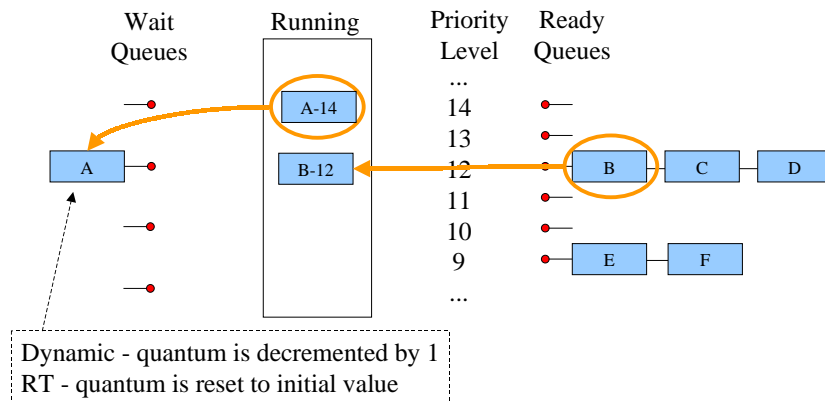 Wait
Queues
Running
Priority
Level
Ready
Queues
...
14
13
12
11
10
9
...
A-14
A
B-12
B
C
D
E
F
Dynamic - quantum is decremented by 1
RT - quantum is reset to initial value